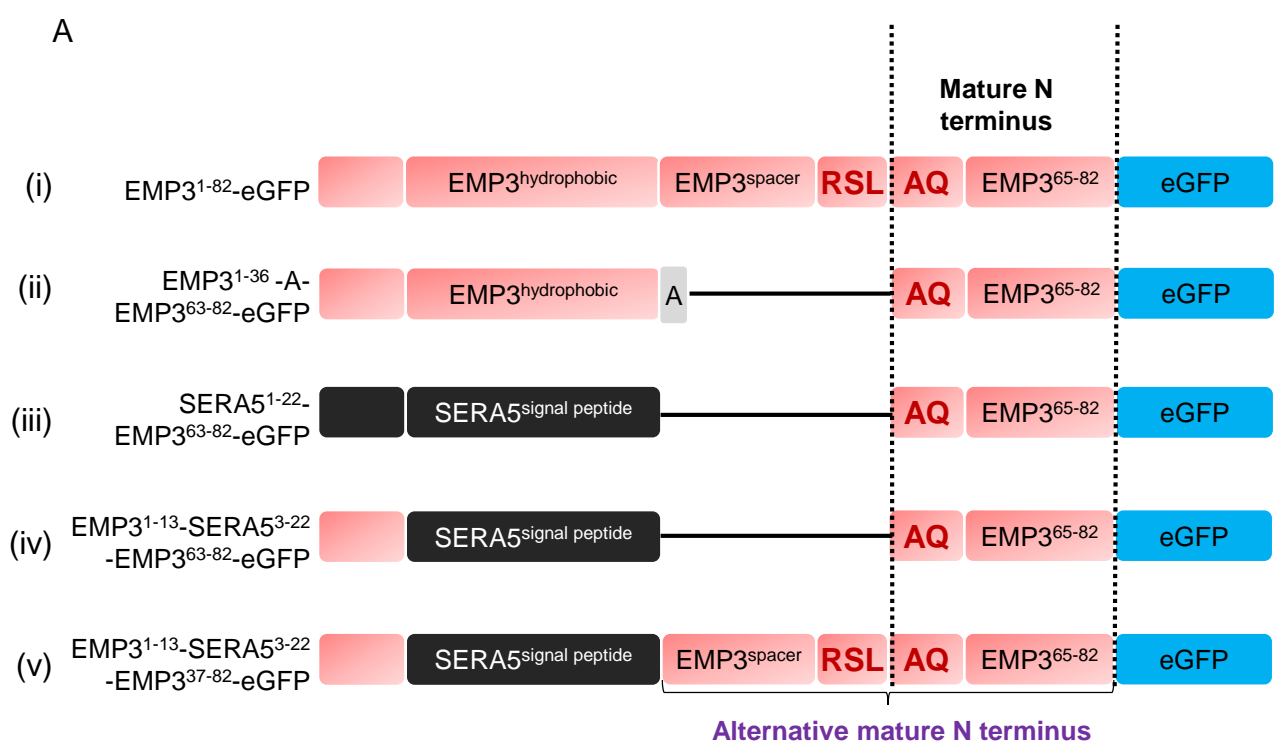 A
Mature N
terminus
(i)
EMP3¹⁻⁸²-eGFP
EMP3ʰʸᵈʳᵒᵖʰᵒᵇⁱᶜ EMP3ˢᵖᵃᶜᵉʳ RSL AQ EMP3⁶⁵⁻⁸² eGFP
(ii)
EMP3¹⁻³⁶ -A-
EMP3⁶³⁻⁸²-eGFP
EMP3ʰʸᵈʳᵒᵖʰᵒᵇⁱᶜ A AQ EMP3⁶⁵⁻⁸² eGFP
(iii)
SERA5¹⁻²²-
EMP3⁶³⁻⁸²-eGFP
SERA5ˢⁱᵍⁿᵃˡ ᵖᵉᵖᵗⁱᵈᵉ AQ EMP3⁶⁵⁻⁸² eGFP
(iv)
EMP3¹⁻¹³-SERA5³⁻²²
-EMP3⁶³⁻⁸²-eGFP
SERA5ˢⁱᵍⁿᵃˡ ᵖᵉᵖᵗⁱᵈᵉ AQ EMP3⁶⁵⁻⁸² eGFP
(v)
EMP3¹⁻¹³-SERA5³⁻²²
-EMP3³⁷⁻⁸²-eGFP
SERA5ˢⁱᵍⁿᵃˡ ᵖᵉᵖᵗⁱᵈᵉ EMP3ˢᵖᵃᶜᵉʳ RSL AQ EMP3⁶⁵⁻⁸² eGFP
Alternative mature N terminus